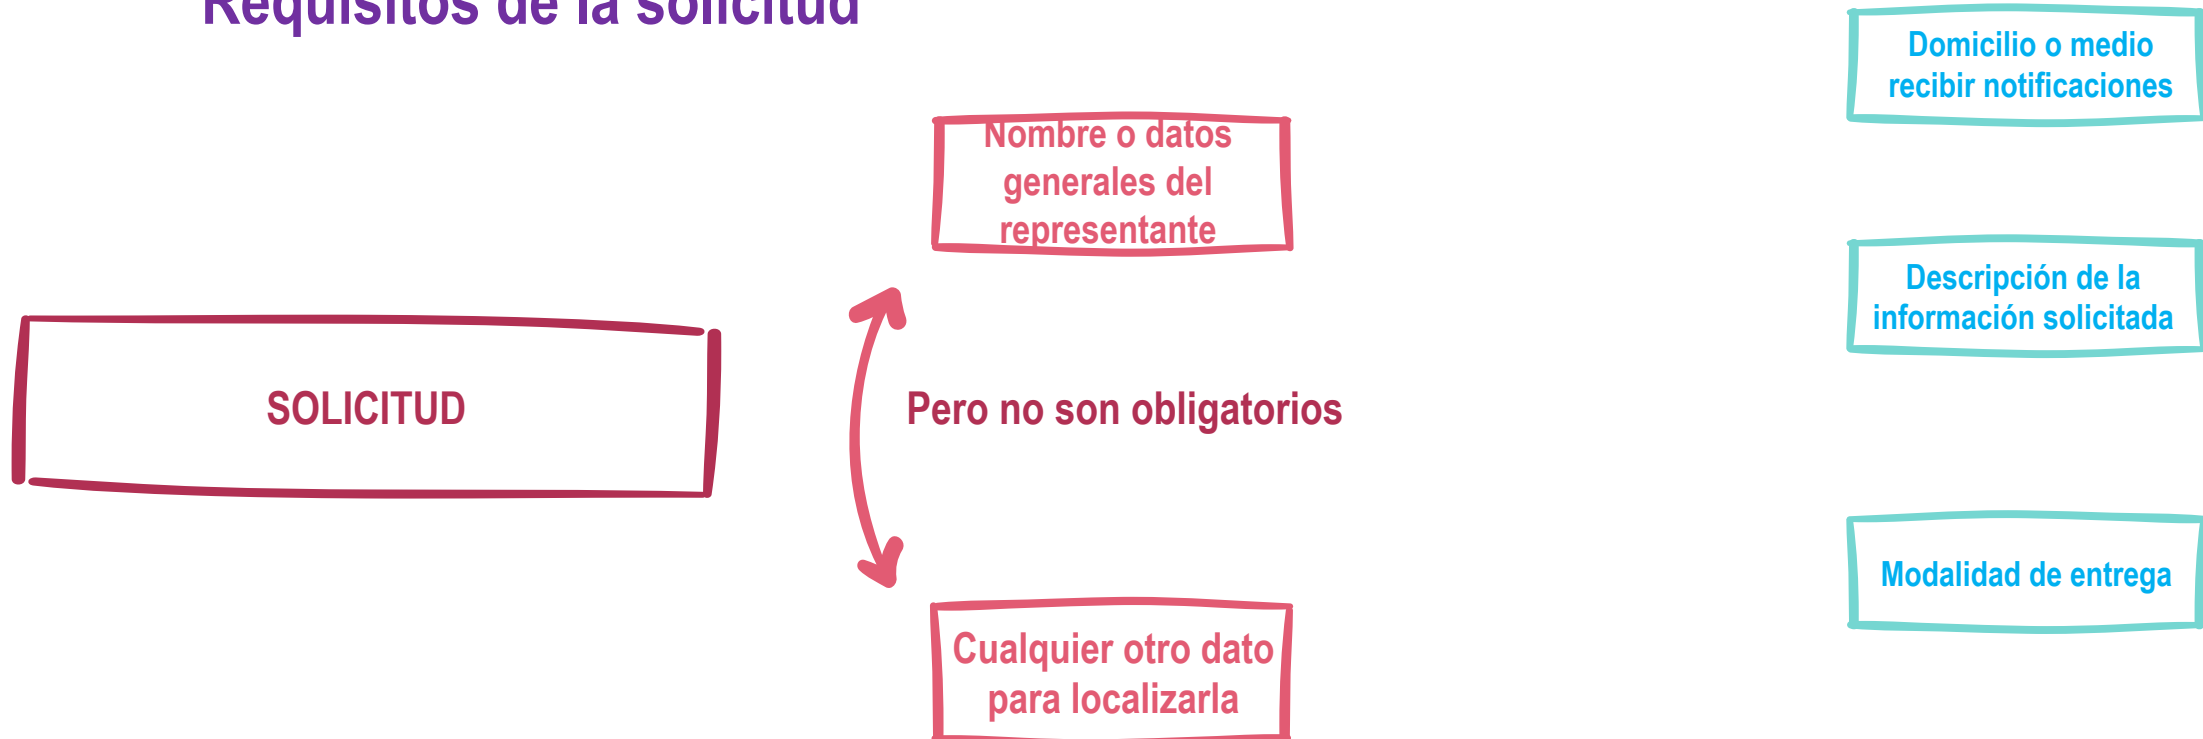 Requisitos de la solicitud
Nombre o datos
generales del
representante
SOLICITUD
Pero no son obligatorios
Cualquier otro dato
para localizarla
Domicilio o medio
recibir notificaciones
Descripción de la
información solicitada
Modalidad de entrega